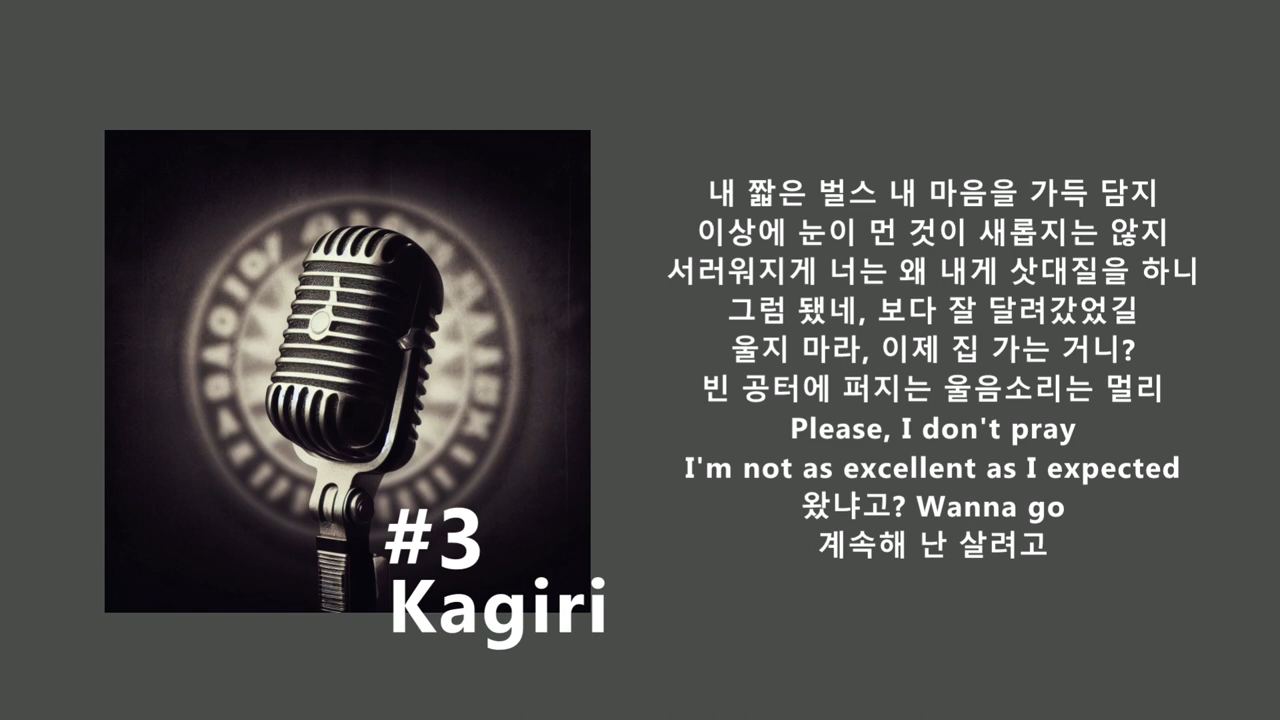 #3
Kagiri
내 짧은 벌스 내 마음을 가득 담지
이상에 눈이 먼 것이 새롭지는 않지
서러워지게 너는 왜 내게 삿대질을 하니
그럼 됐네, 보다 잘 달려갔었길
울지 마라, 이제 집 가는 거니?
빈 공터에 퍼지는 울음소리는 멀리
Please, I don't pray
I'm not as excellent as I expected
왔냐고? Wanna go
계속해 난 살려고